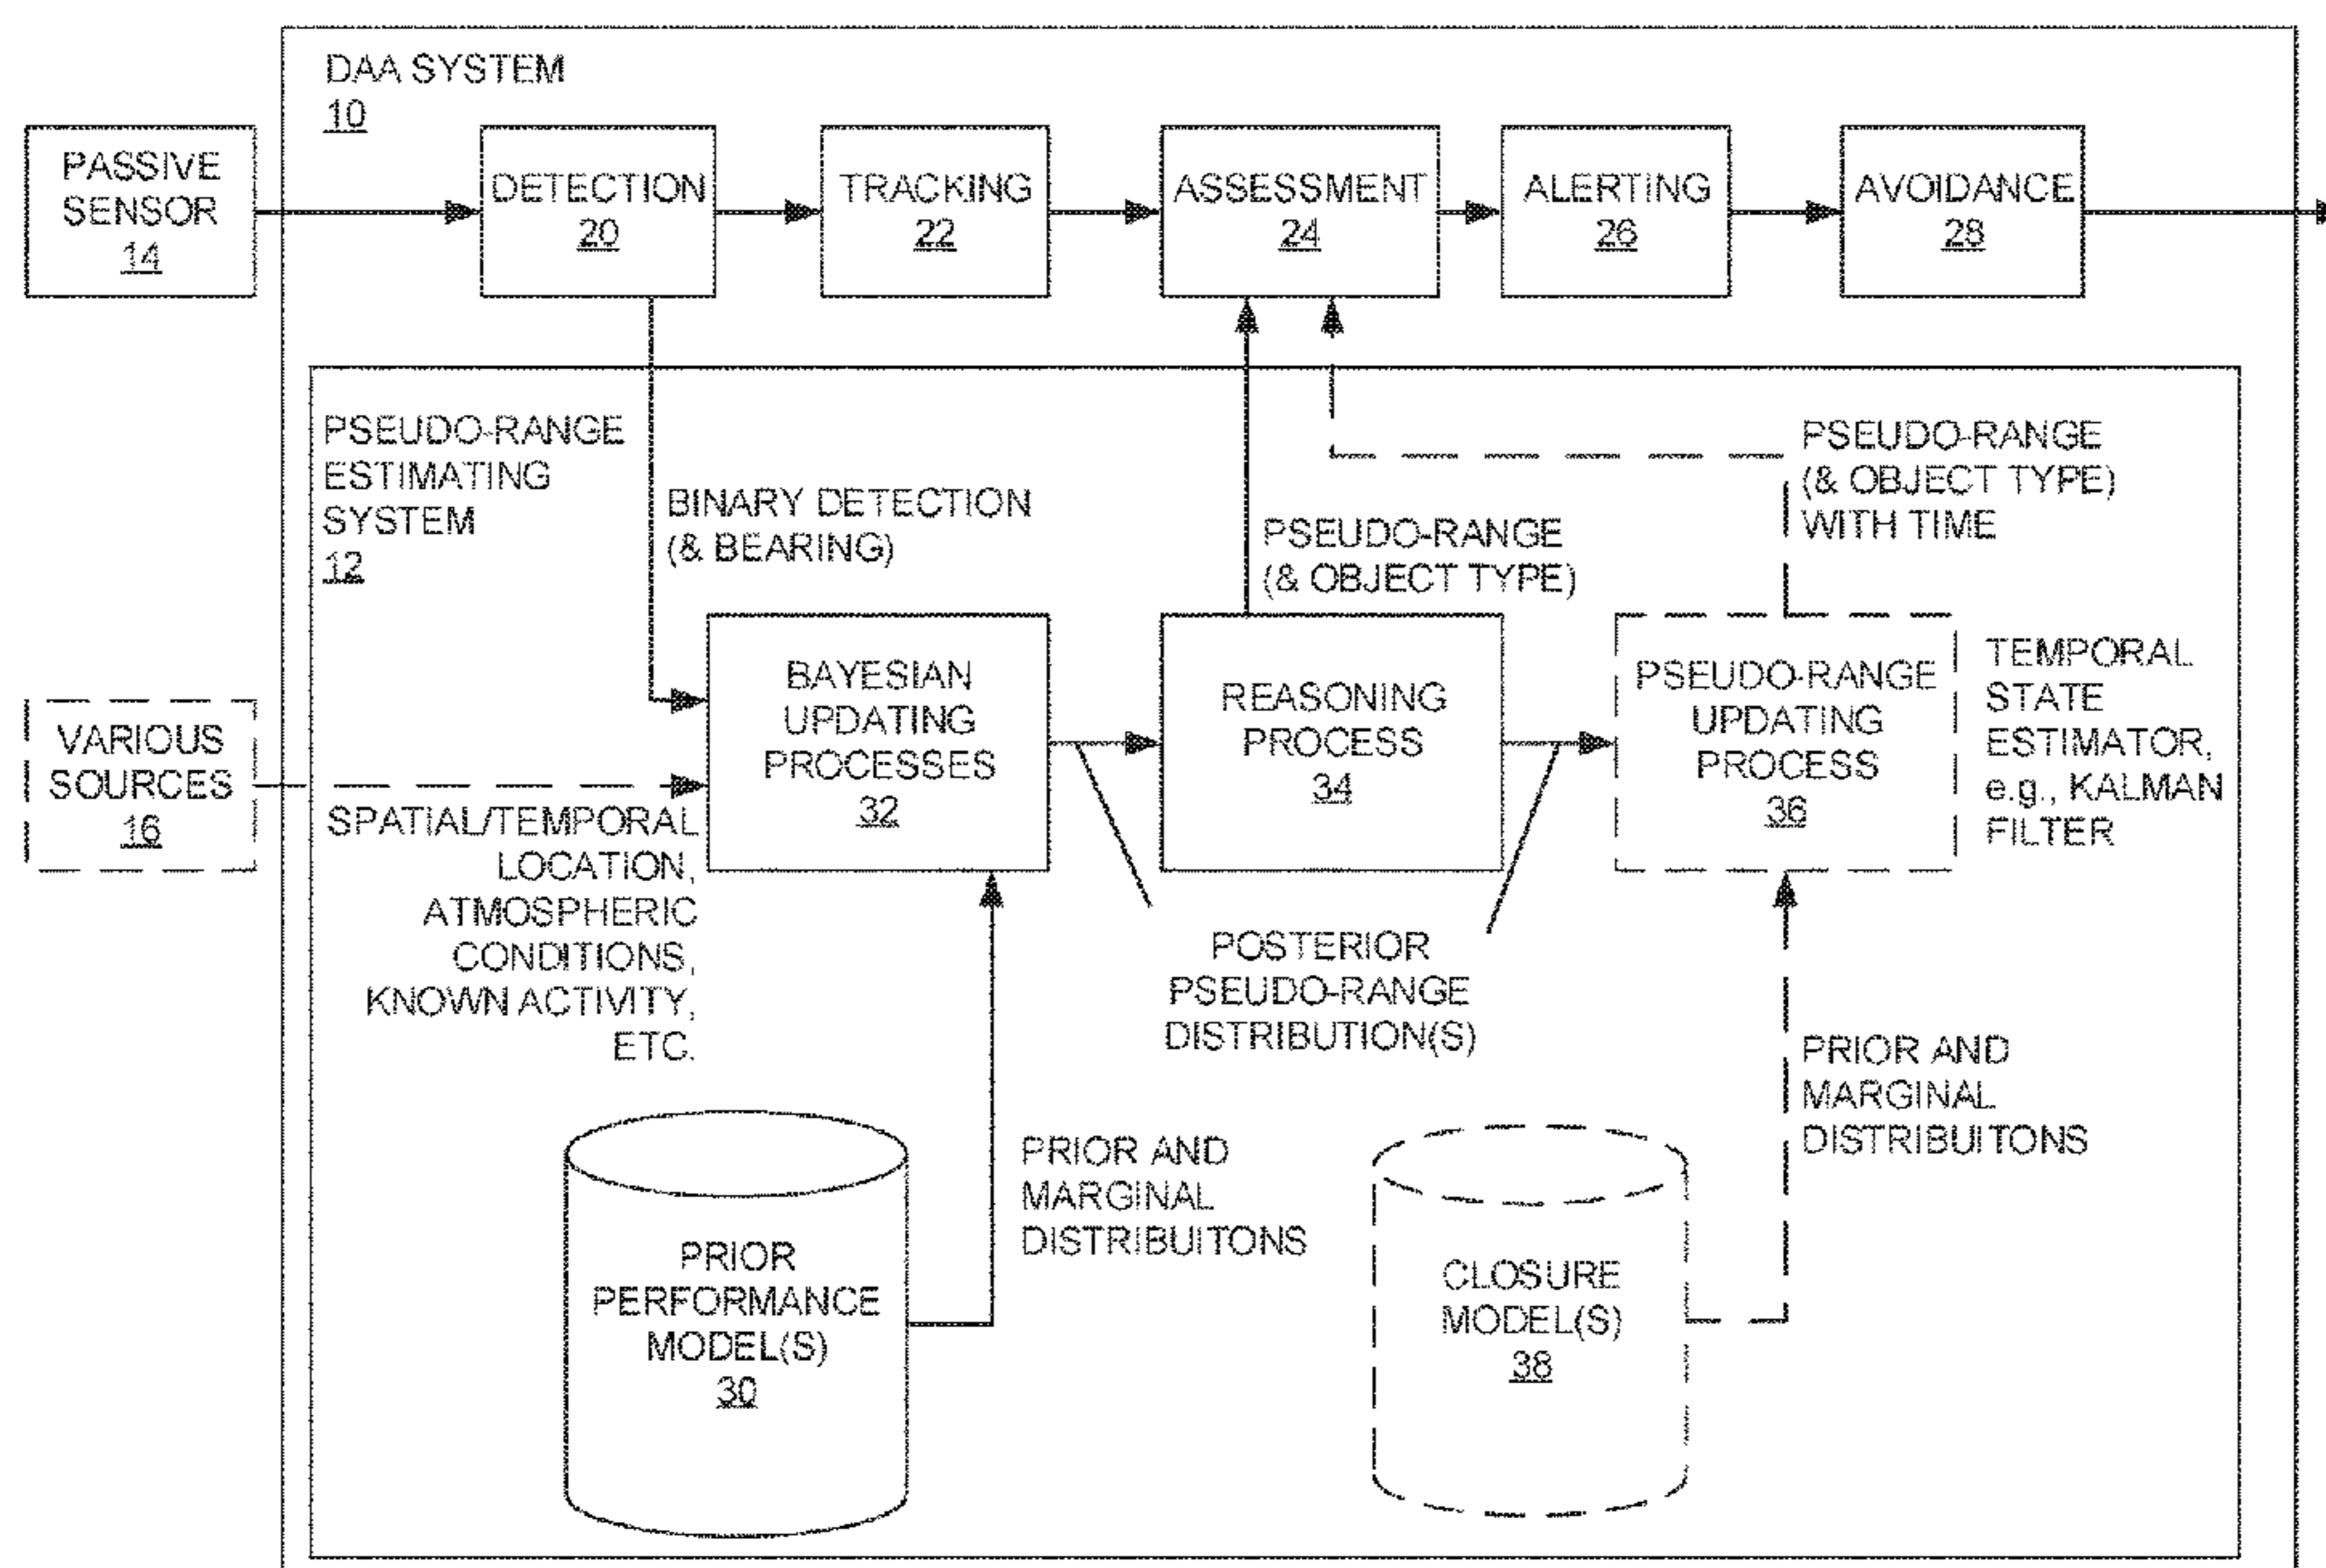 DAA SYSTEM
10
PASSIVE
SENSOR
14
DETECTION
20
TRACKING
22
ASSESSMENT
24
ALERTING
26
AVOIDANCE
28
PSEUDO-RANGE
ESTIMATING
SYSTEM
12
BINARY DETECTION
(& BEARING)
PSEUDO-RANGE
(& OBJECT TYPE)
PSEUDO-RANGE
(& OBJECT TYPE)
WITH TIME
VARIOUS
SOURCES
16
BAYESIAN
UPDATING
PROCESSES
32
REASONING
PROCESS
34
PSEUDO-RANGE
UPDATING
PROCESS
36
TEMPORAL
STATE
ESTIMATOR,
e.g., KALMAN
FILTER
SPATIAL/TEMPORAL
LOCATION,
ATMOSPHERIC
CONDITIONS,
KNOWN ACTIVITY,
ETC.
POSTERIOR
PSEUDO-RANGE
DISTRIBUTION(S)
PRIOR AND
MARGINAL
DISTRIBUITONS
PRIOR AND
MARGINAL
DISTRIBUITONS
PRIOR
PERFORMANCE
MODEL(S)
30
CLOSURE
MODEL(S)
38